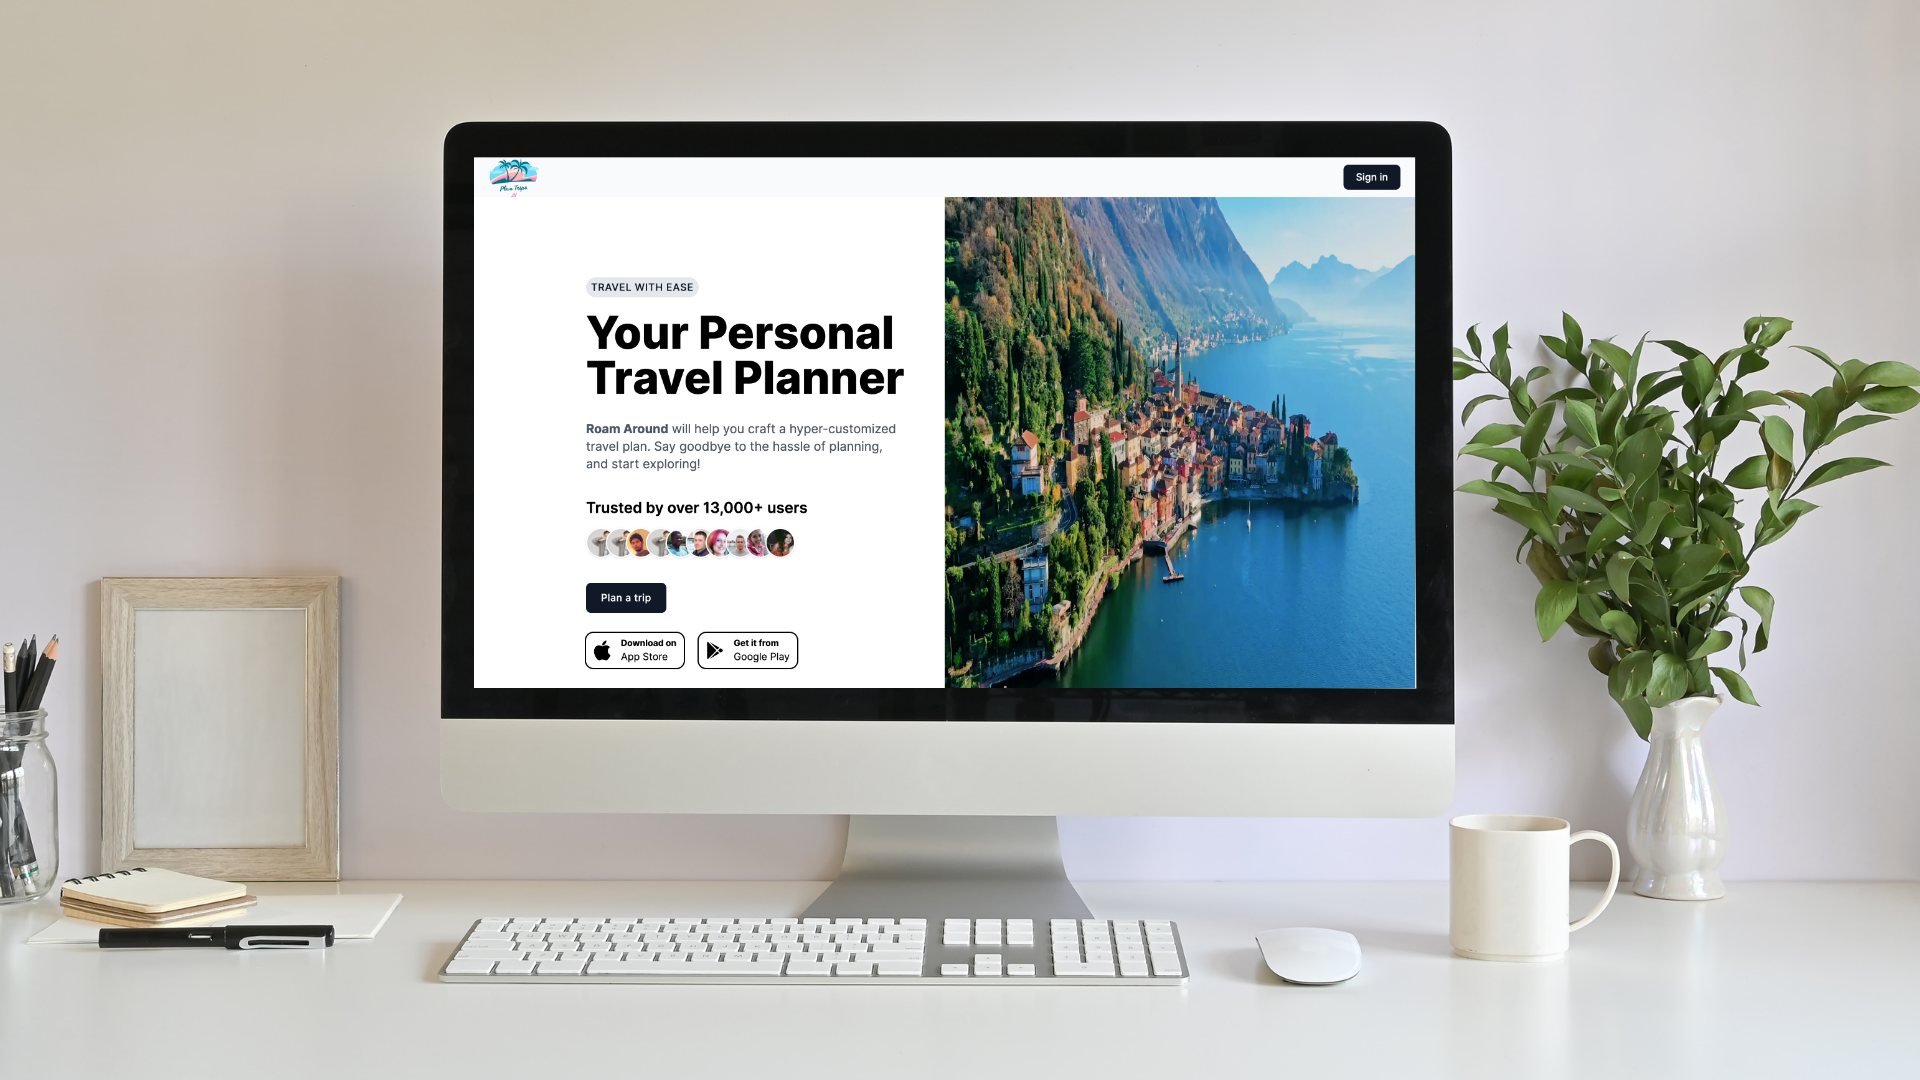 Plan Trips
Sign in
TRAVEL WITH EASE
Your Personal
Travel Planner
Roam Around will help you craft a hyper-customized
travel plan. Say goodbye to the hassle of planning,
and start exploring!
Trusted by over 13,000+ users
Plan a trip
Download on
App Store
Get it from
Google Play